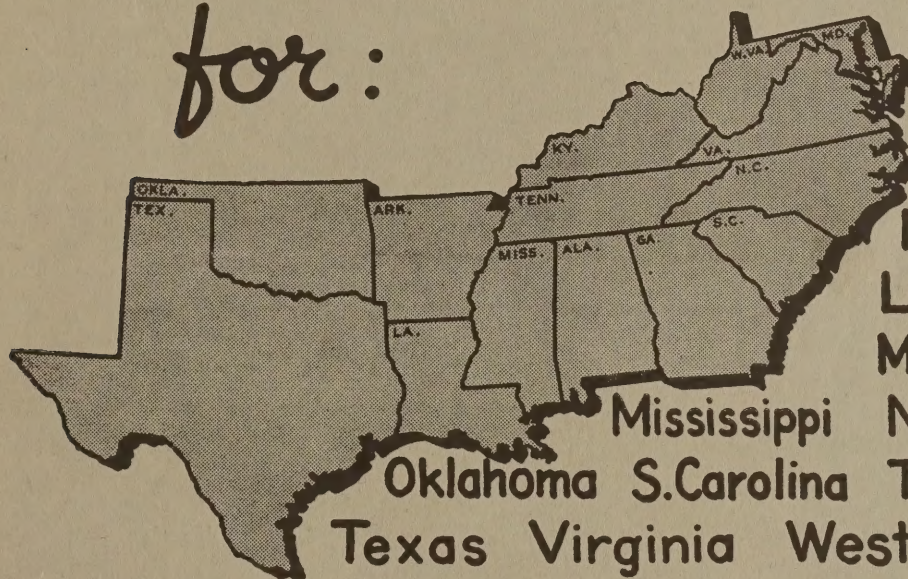 for:
W.VA.
MD.
KY.
VA.
OKLA.
TEX.
ARK.
TENN.
N.C.
MISS.
ALA.
GA.
S.C.
LA.
L
M
Mississippi N
Oklahoma S.Carolina T
Texas Virginia West